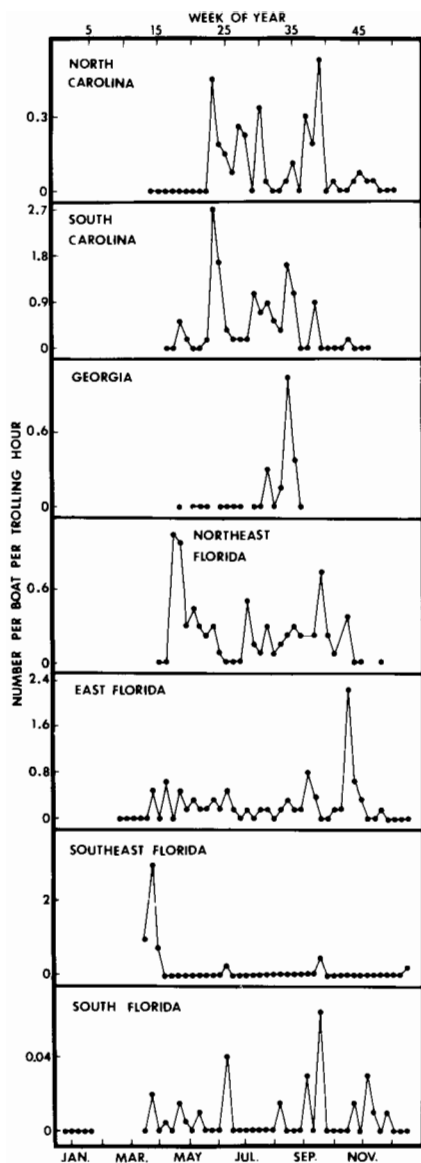 WEEK OF YEAR
5 15 25 35 45
NORTH
CAROLINA
0.3
0
2.7
SOUTH
CAROLINA
1.8
0.9
0
GEORGIA
0.6
0
NORTHEAST
FLORIDA
0.6
0
2.4
EAST FLORIDA
1.6
0.8
0
SOUTHEAST FLORIDA
2
0
SOUTH FLORIDA
0.04
0
JAN. MAR. MAY JUL. SEP. NOV.
NUMBER PER BOAT PER TROLLING HOUR